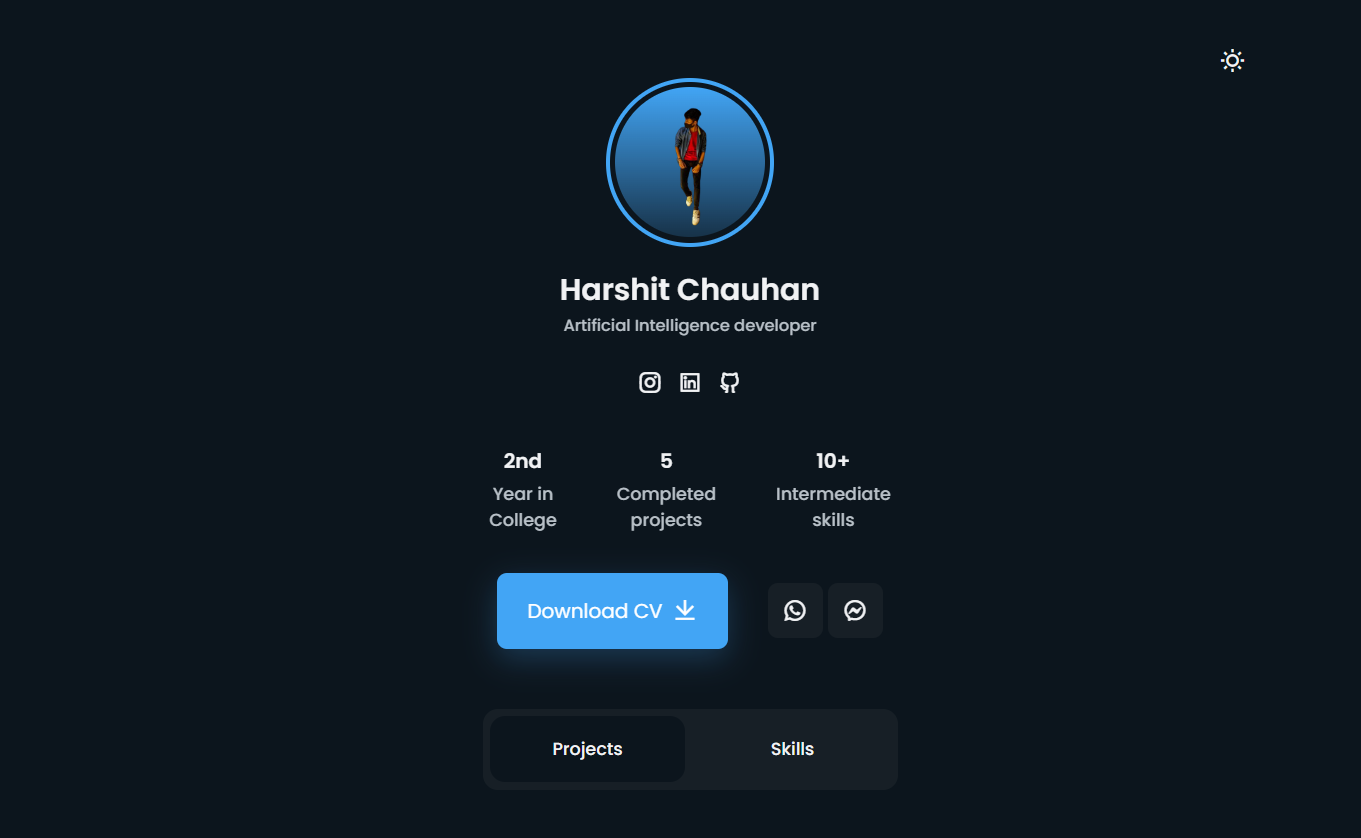 Harshit Chauhan
Artificial Intelligence developer
2nd
Year in
College
5
Completed
projects
10+
Intermediate
skills
Download CV
Projects
Skills